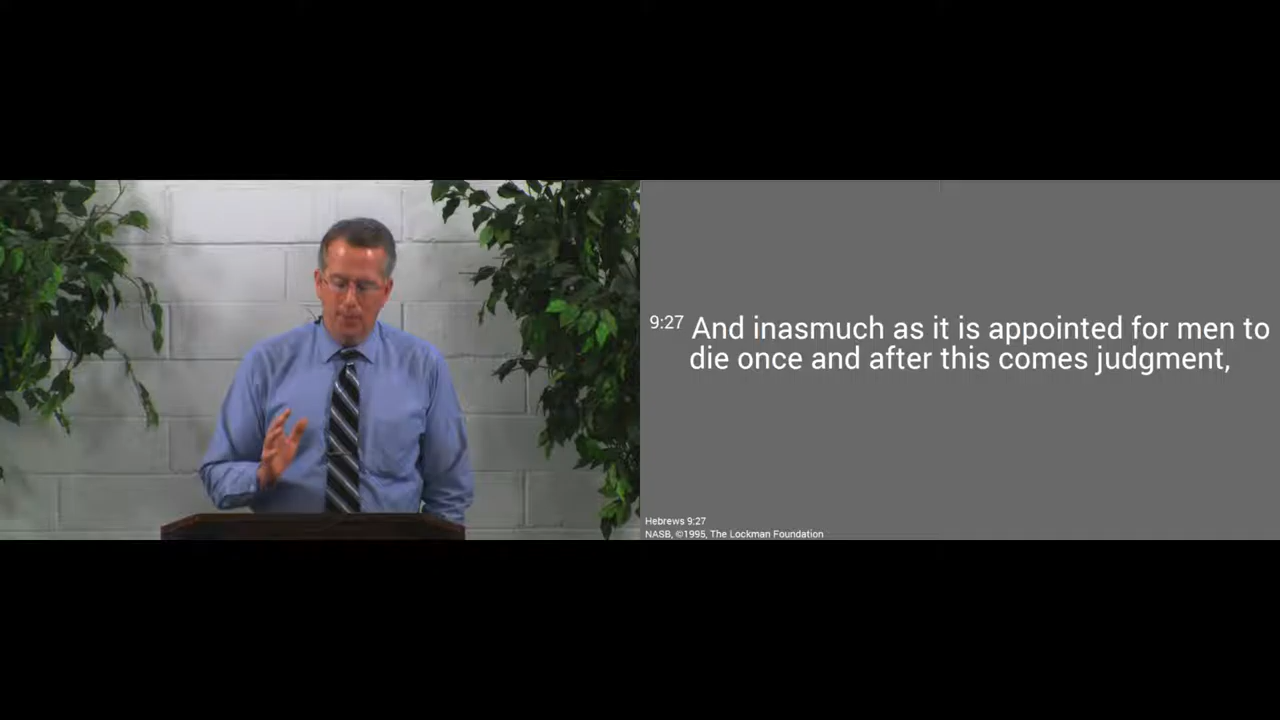 9:27 And inasmuch as it is appointed for men to
die once and after this comes judgment,
Hebrews 9:27
NASB, ©1995, The Lockman Foundation